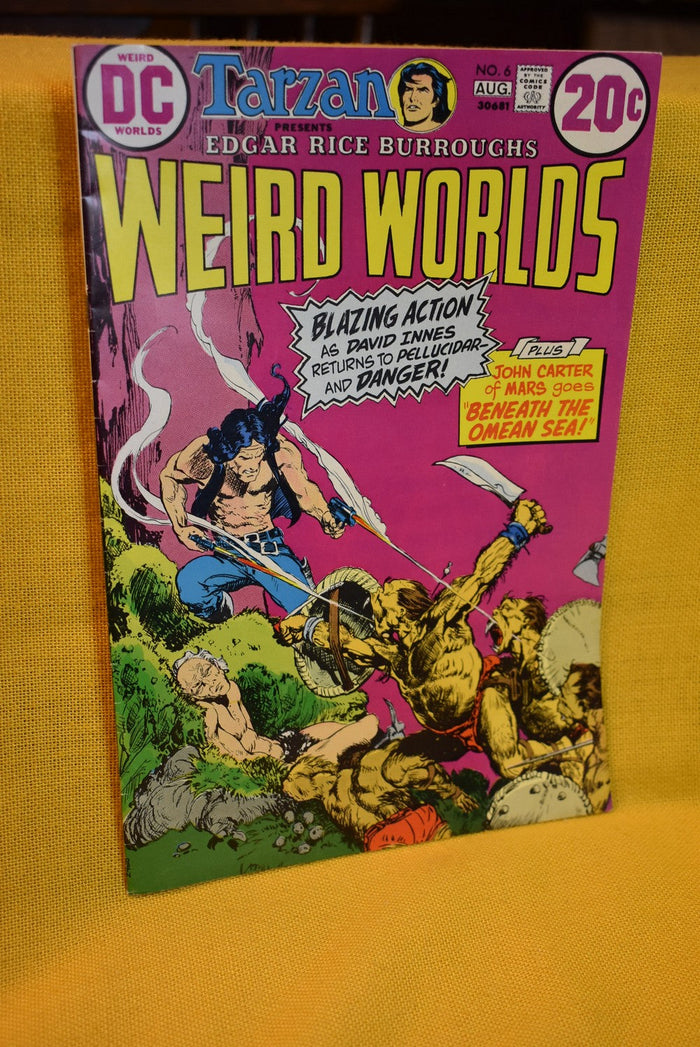 WEIRD
DC
WORLDS
Tarzan
NO. 6
AUG.
30681
APPROVED
BY THE
COMICS
CODE
AUTHORITY
20¢
PRESENTS
EDGAR RICE BURROUGHS
WEIRD WORLDS
BLAZING ACTION
AS DAVID INNES
RETURNS TO PELLUCIDAR—
AND DANGER!
PLUS
JOHN CARTER
of MARS goes
"BENEATH THE
OMEAN SEA!"